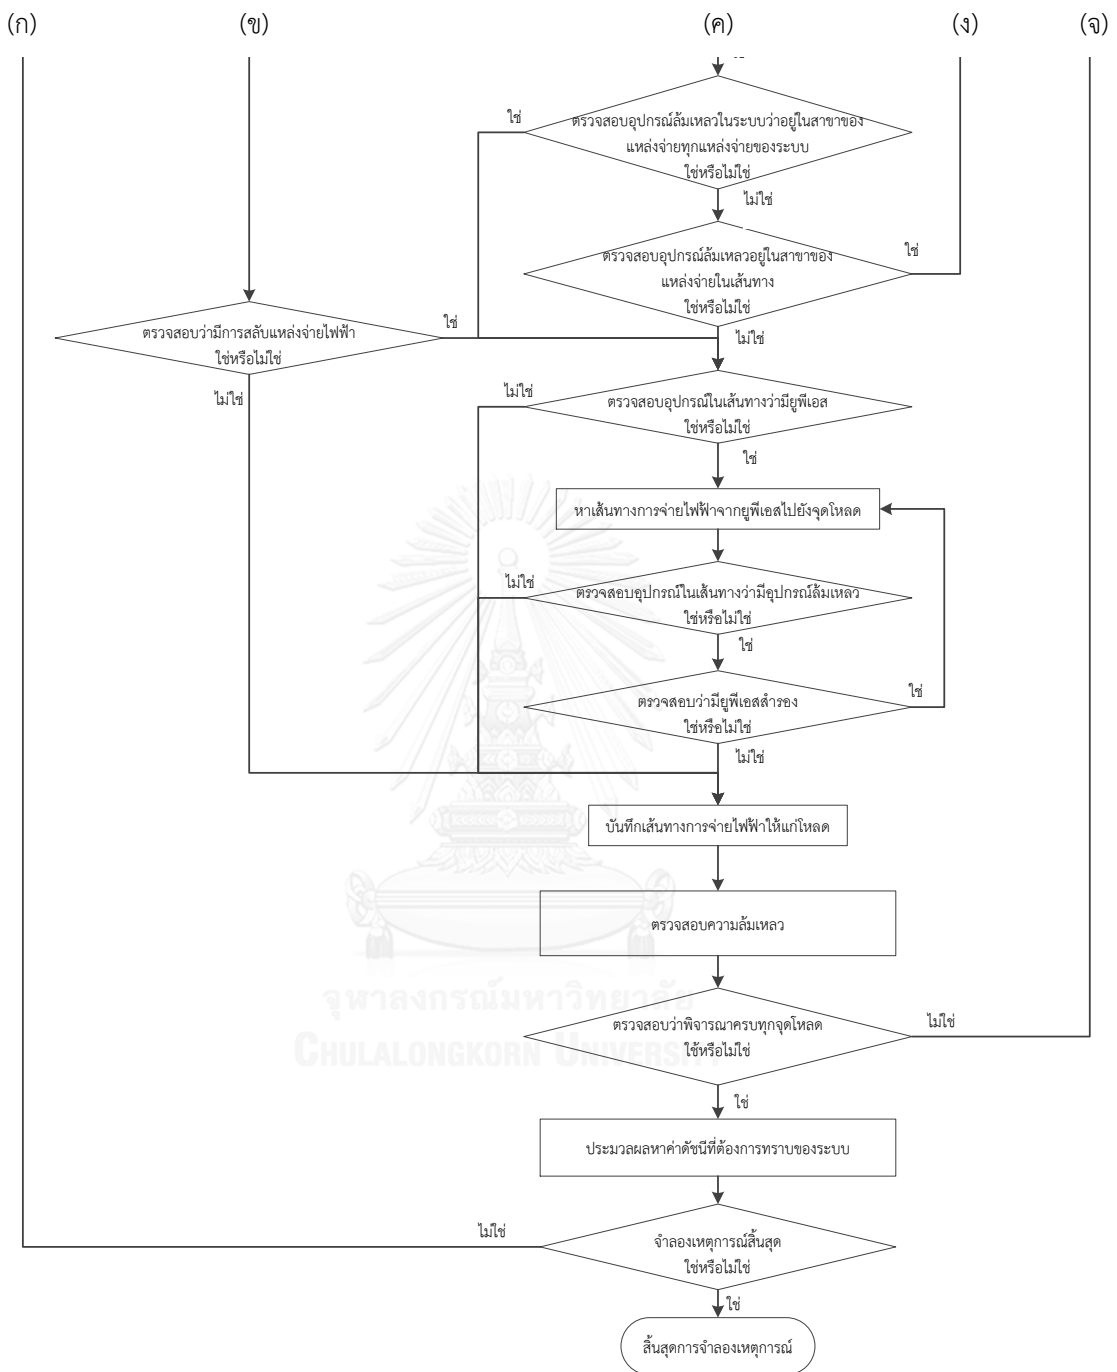 (ก) (ข) (ค) (ง) (จ)
ใช่
ตรวจสอบอุปกรณ์ล้มเหลวในระบบว่าอยู่ในสาขาของ
แหล่งจ่ายทุกแหล่งจ่ายของระบบ
ใช่หรือไม่ใช่
ไม่ใช่
ตรวจสอบอุปกรณ์ล้มเหลวอยู่ในสาขาของ
แหล่งจ่ายในเส้นทาง
ใช่หรือไม่ใช่
ใช่
ไม่ใช่
ตรวจสอบว่ามีการสลับแหล่งจ่ายไฟฟ้า
ใช่หรือไม่ใช่
ใช่
ไม่ใช่
ไม่ใช่
ตรวจสอบอุปกรณ์ในเส้นทางว่ามียูพีเอส
ใช่หรือไม่ใช่
ใช่
หาเส้นทางการจ่ายไฟฟ้าจากยูพีเอสไปยังจุดโหลด
ไม่ใช่
ตรวจสอบอุปกรณ์ในเส้นทางว่ามีอุปกรณ์ล้มเหลว
ใช่หรือไม่ใช่
ใช่
ตรวจสอบว่ามียูพีเอสสำรอง
ใช่หรือไม่ใช่
ใช่
ไม่ใช่
บันทึกเส้นทางการจ่ายไฟฟ้าให้แก่โหลด
ตรวจสอบความล้มเหลว
จุฬาลงกรณ์มหาวิทยาลัย
CHULALONGKORN UNIVERSITY
ตรวจสอบว่าพิจารณาครบทุกจุดโหลด
ใช้หรือไม่ใช่
ไม่ใช่
ใช่
ประมวลผลหาค่าดัชนีที่ต้องการทราบของระบบ
ไม่ใช่
จำลองเหตุการณ์สิ้นสุด
ใช่หรือไม่ใช่
ใช่
สิ้นสุดการจำลองเหตุการณ์